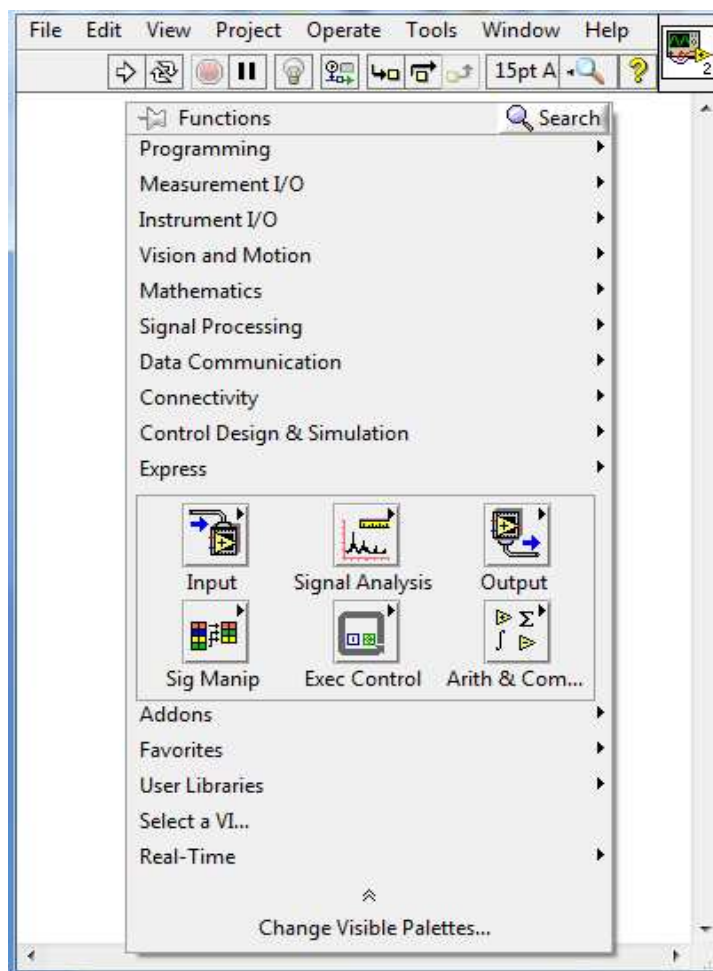 File Edit View Project Operate Tools Window Help
15pt A ? 2
Functions Search
Programming
Measurement I/O
Instrument I/O
Vision and Motion
Mathematics
Signal Processing
Data Communication
Connectivity
Control Design & Simulation
Express
Input Signal Analysis Output
Sig Manip Exec Control Arith & Com...
Addons
Favorites
User Libraries
Select a VI...
Real-Time
Change Visible Palettes...